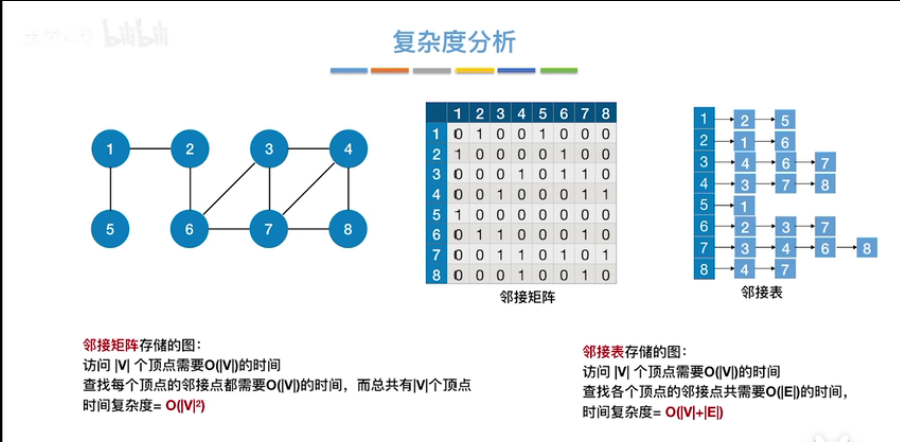 bilibili
复杂度分析
1 2 3 4
5 6 7 8
1 2 3 4 5 6 7 8
1 0 1 0 0 1 0 0 0
2 1 0 0 0 0 1 0 0
3 0 0 0 1 0 1 1 0
4 0 0 1 0 0 0 1 1
5 1 0 0 0 0 0 0 0
6 0 1 1 0 0 0 1 0
7 0 0 1 1 0 1 0 1
8 0 0 0 1 0 0 1 0
邻接矩阵
1 2 5
2 1 6
3 4 6 7
4 3 7 8
5 1
6 2 3 7
7 3 4 6 8
8 4 7
邻接表
邻接矩阵存储的图：
访问 |V| 个顶点需要O(|V|)的时间
查找每个顶点的邻接点都需要O(|V|)的时间，而总共有|V|个顶点
时间复杂度= O(|V|²)
邻接表存储的图：
访问 |V| 个顶点需要O(|V|)的时间
查找各个顶点的邻接点共需要O(|E|)的时间，
时间复杂度= O(|V|+|E|)